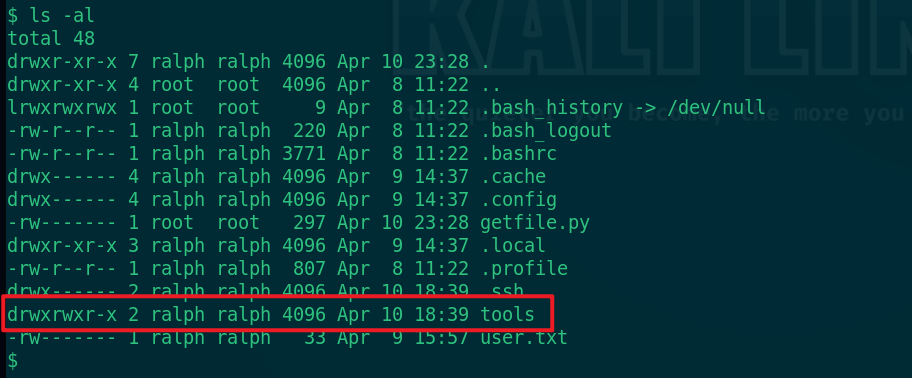 $ ls -al
total 48
drwxr-xr-x 7 ralph ralph 4096 Apr 10 23:28 .
drwxr-xr-x 4 root  root  4096 Apr  8 11:22 ..
lrwxrwxrwx 1 root  root     9 Apr  8 11:22 .bash_history -> /dev/null
-rw-r--r-- 1 ralph ralph  220 Apr  8 11:22 .bash_logout
-rw-r--r-- 1 ralph ralph 3771 Apr  8 11:22 .bashrc
drwx------ 4 ralph ralph 4096 Apr  9 14:37 .cache
drwx------ 4 ralph ralph 4096 Apr  9 14:37 .config
-rw------- 1 root  root   297 Apr 10 23:28 getfile.py
drwxr-xr-x 3 ralph ralph 4096 Apr  9 14:37 .local
-rw-r--r-- 1 ralph ralph  807 Apr  8 11:22 .profile
drwx------ 2 ralph ralph 4096 Apr 10 18:39 .ssh
drwxrwxr-x 2 ralph ralph 4096 Apr 10 18:39 tools
-rw------- 1 ralph ralph   33 Apr  9 15:57 user.txt
$
KALI LIN
become, the more you